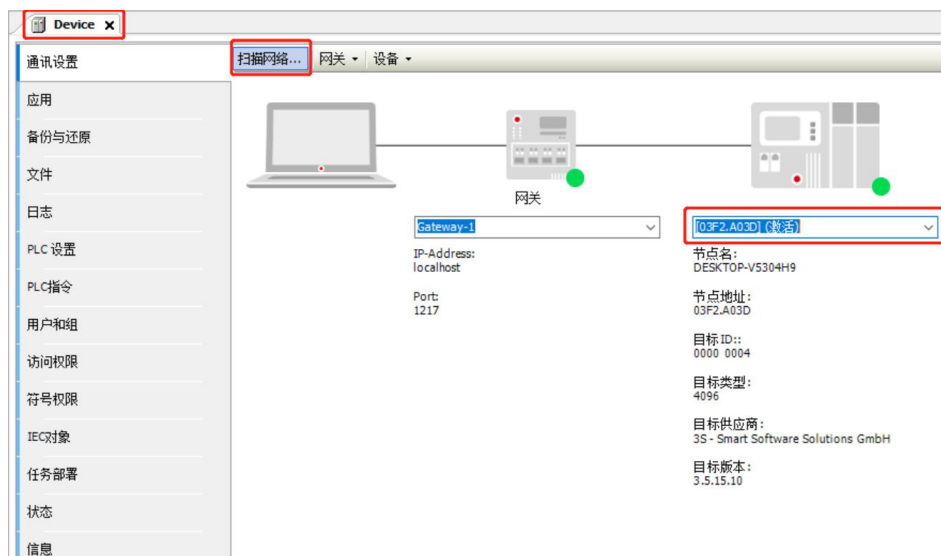 Device
通讯设置
扫描网络...
网关
设备
应用
备份与还原
文件
日志
PLC 设置
PLC指令
用户和组
访问权限
符号权限
IEC对象
任务部署
状态
信息
网关
Gateway-1
IP-Address:
localhost
Port:
1217
[03F2.A03D] (激活)
节点名:
DESKTOP-V5304H9
节点地址:
03F2.A03D
目标ID::
0000 0004
目标类型:
4096
目标供应商:
3S - Smart Software Solutions GmbH
目标版本:
3.5.15.10